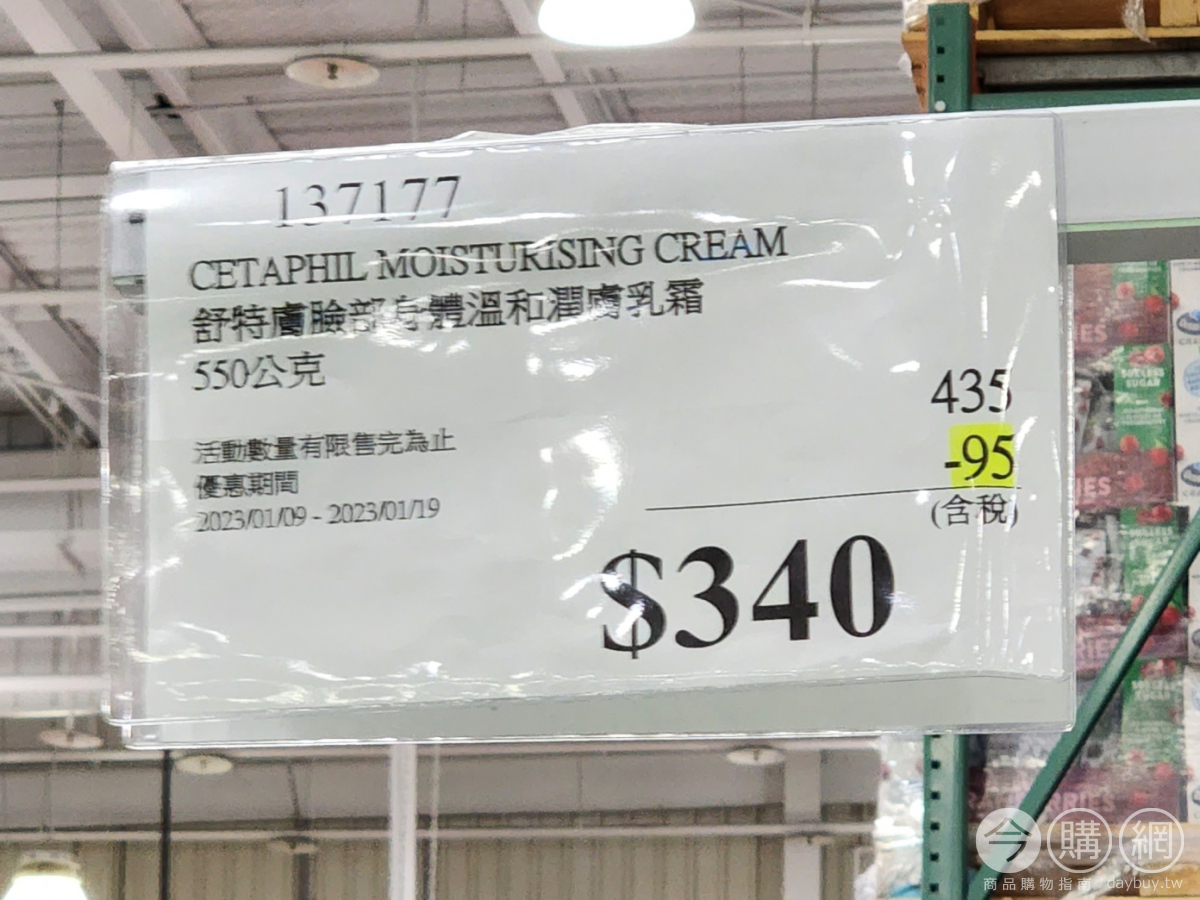 137177
CETAPHIL MOISTURISING CREAM
舒特膚臉部身體溫和潤膚乳霜
550公克
435
-95
(含稅)
活動數量有限售完為止
優惠期間
2023/01/09 - 2023/01/19
$340
SUGAR
RIES
今購網
商品購物指南 daybuy.tw